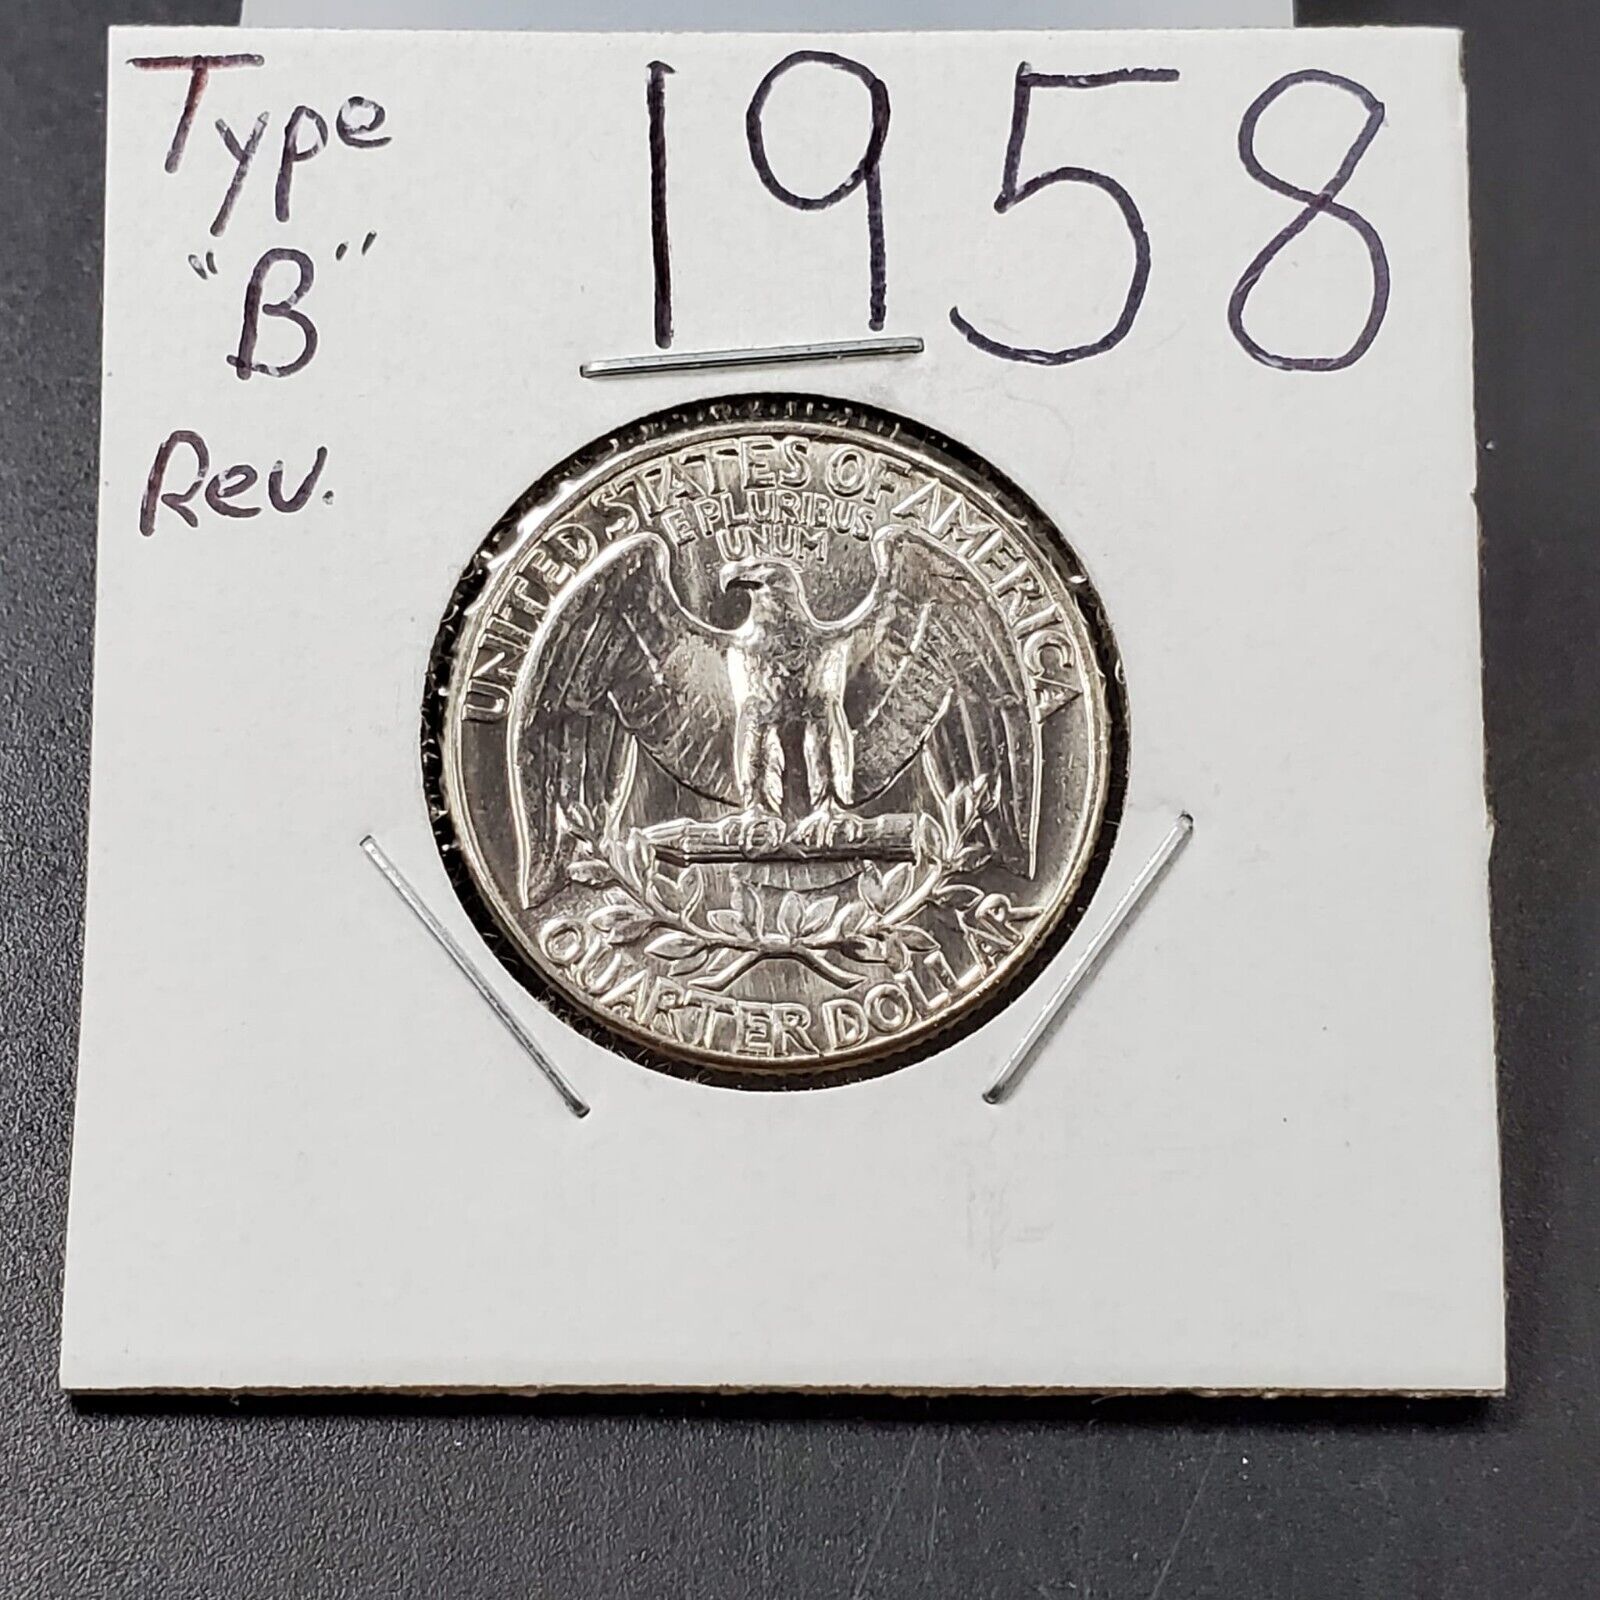 Type
"B"
Rev.
1958
UNITED STATES OF AMERICA
E PLURIBUS
UNUM
QUARTER DOLLAR